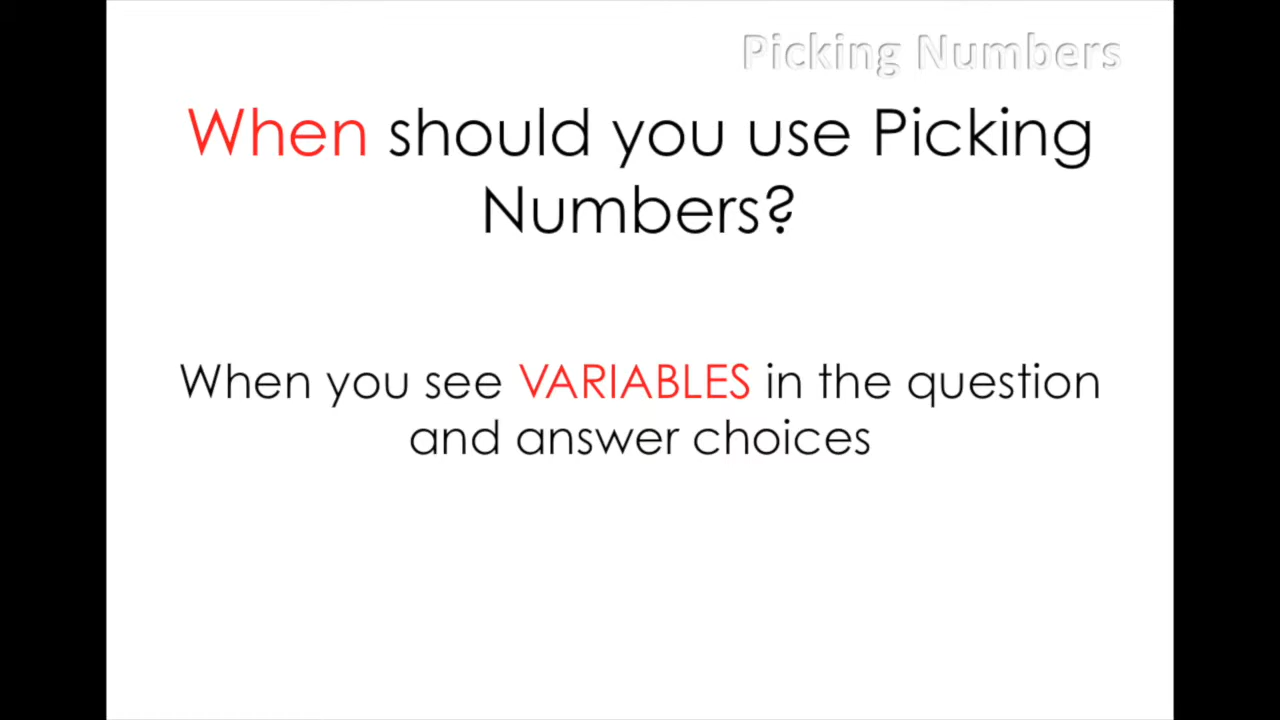 Picking Numbers
When should you use Picking
Numbers?
When you see VARIABLES in the question
and answer choices